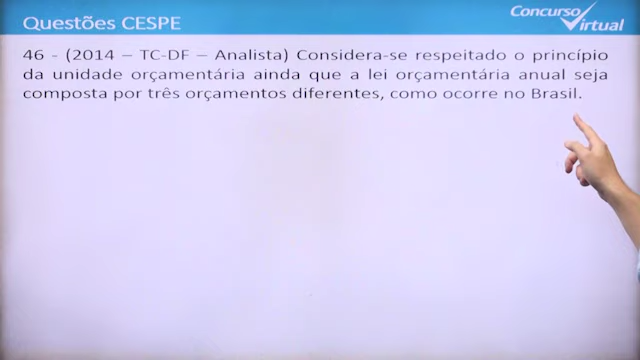 Questões CESPE
Concurso
Virtual
46 - (2014 – TC-DF – Analista) Considera-se respeitado o princípio
da unidade orçamentária ainda que a lei orçamentária anual seja
composta por três orçamentos diferentes, como ocorre no Brasil.